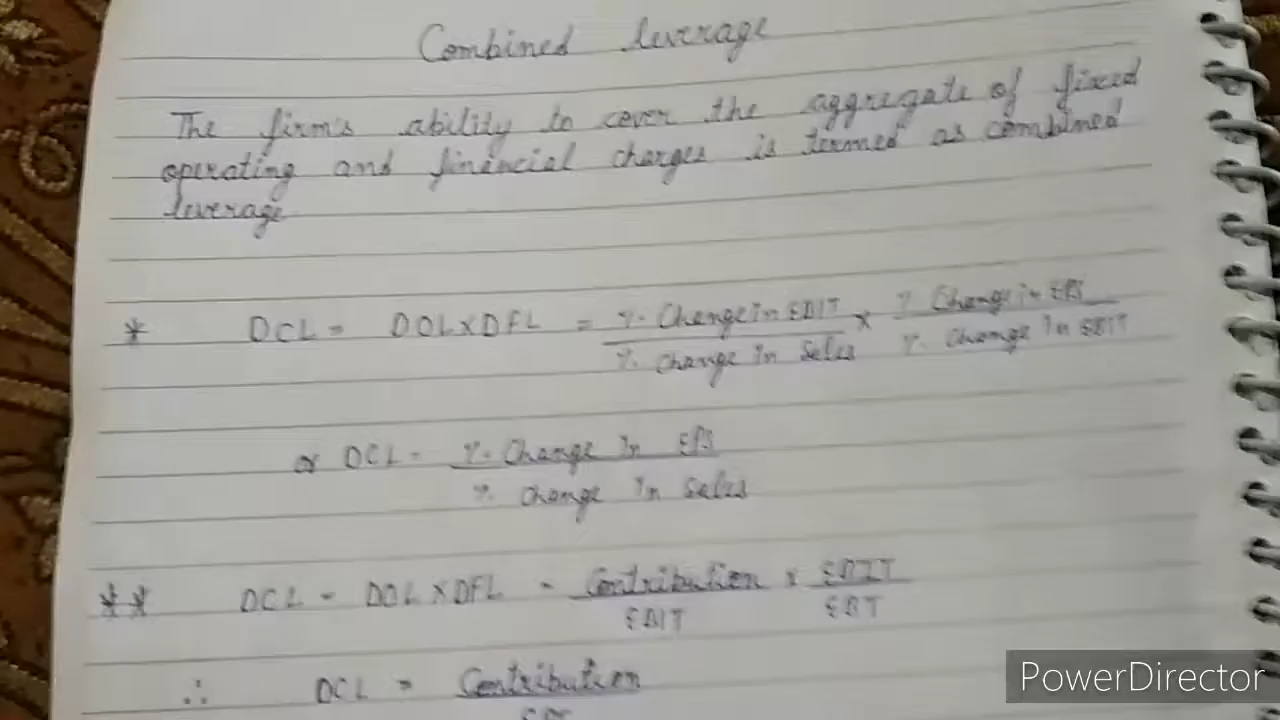 Combined leverage
The firm's ability to cover the aggregate of fixed
operating and financial charges is termed as combined
leverage
* DCL = DOL X DFL = % Change in EBIT / % Change in Sales x % Change in EPS / % Change in EBIT
or DCL = % Change in EPS / % Change in Sales
** DCL = DOL X DFL = Contribution / EBIT x EBIT / EBT
∴ DCL = Contribution
PowerDirector